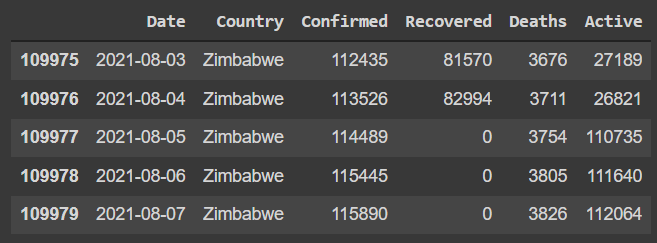 Date Country Confirmed Recovered Deaths Active
109975 2021-08-03 Zimbabwe 112435 81570 3676 27189
109976 2021-08-04 Zimbabwe 113526 82994 3711 26821
109977 2021-08-05 Zimbabwe 114489 0 3754 110735
109978 2021-08-06 Zimbabwe 115445 0 3805 111640
109979 2021-08-07 Zimbabwe 115890 0 3826 112064